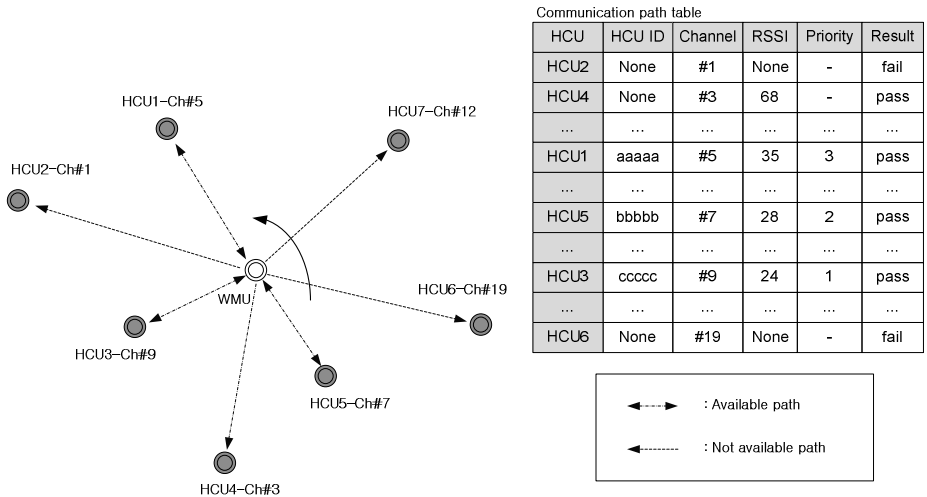 Communication path table
HCU HCU ID Channel RSSI Priority Result
HCU2 None #1 None - fail
HCU4 None #3 68 - pass
... ... ... ... ... ...
HCU1 aaaaa #5 35 3 pass
... ... ... ... ... ...
HCU5 bbbbb #7 28 2 pass
... ... ... ... ... ...
HCU3 ccccc #9 24 1 pass
... ... ... ... ... ...
HCU6 None #19 None - fail
HCU1-Ch#5
HCU7-Ch#12
HCU2-Ch#1
WMU
HCU6-Ch#19
HCU3-Ch#9
HCU5-Ch#7
HCU4-Ch#3
: Available path
: Not available path